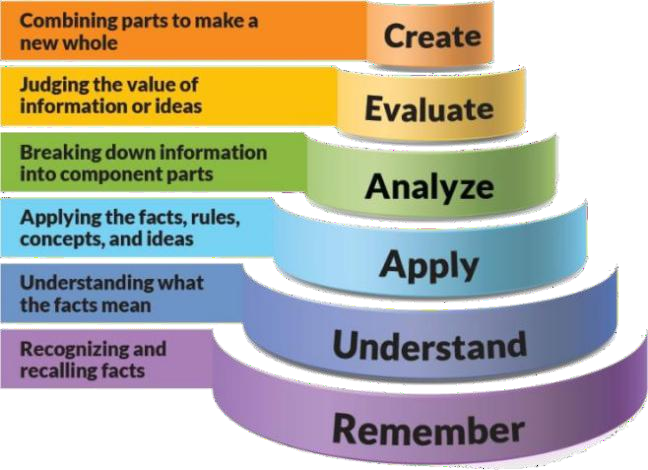 Combining parts to make a
new whole
Create
Judging the value of
information or ideas
Evaluate
Breaking down information
into component parts
Analyze
Applying the facts, rules,
concepts, and ideas
Apply
Understanding what
the facts mean
Understand
Recognizing and
recalling facts
Remember